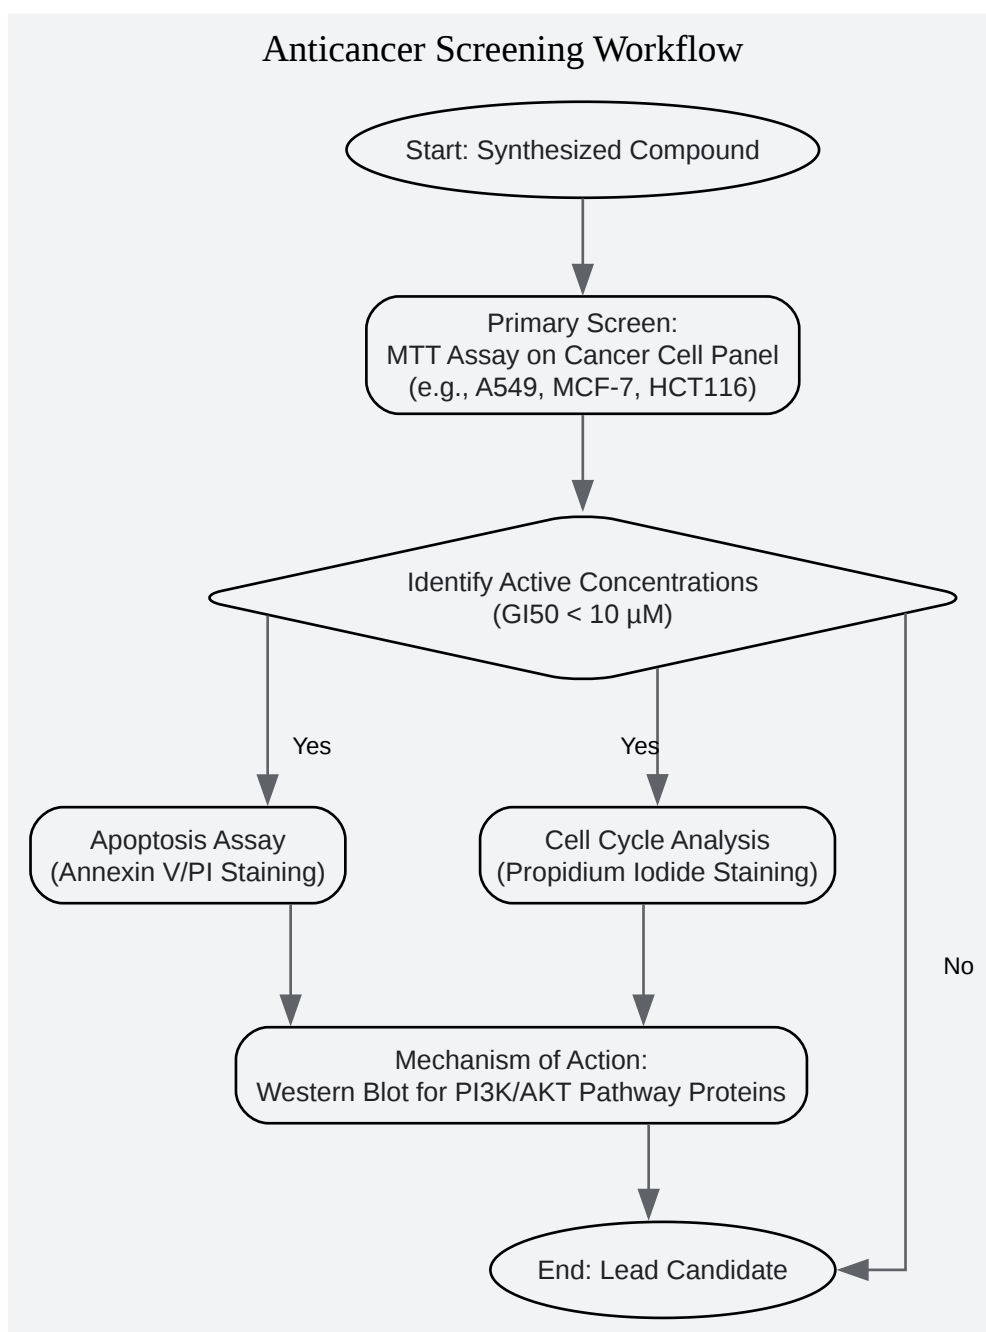 Anticancer Screening Workflow
Start: Synthesized Compound
Primary Screen:
MTT Assay on Cancer Cell Panel
(e.g., A549, MCF-7, HCT116)
Identify Active Concentrations
(GI50 < 10 µM)
Yes
Yes
Apoptosis Assay
(Annexin V/PI Staining)
Cell Cycle Analysis
(Propidium Iodide Staining)
No
Mechanism of Action:
Western Blot for PI3K/AKT Pathway Proteins
End: Lead Candidate